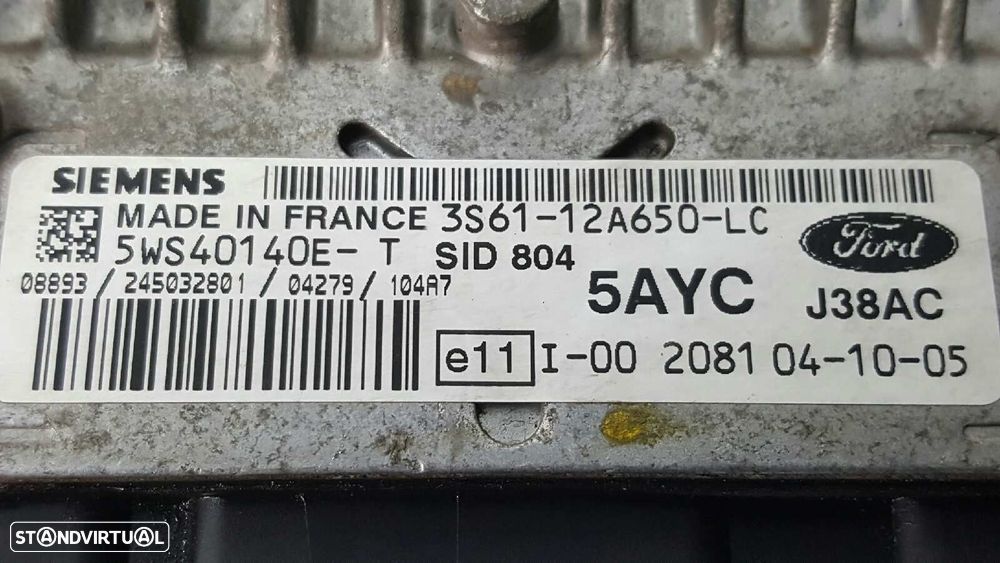 SIEMENS
MADE IN FRANCE 3S61-12A650-LC
5WS40140E- T SID 804
Ford
08893 / 245032801 / 04279 / 104A7
5AYC J38AC
e11 I-00 2081 04-10-05
STANDVIRTUAL